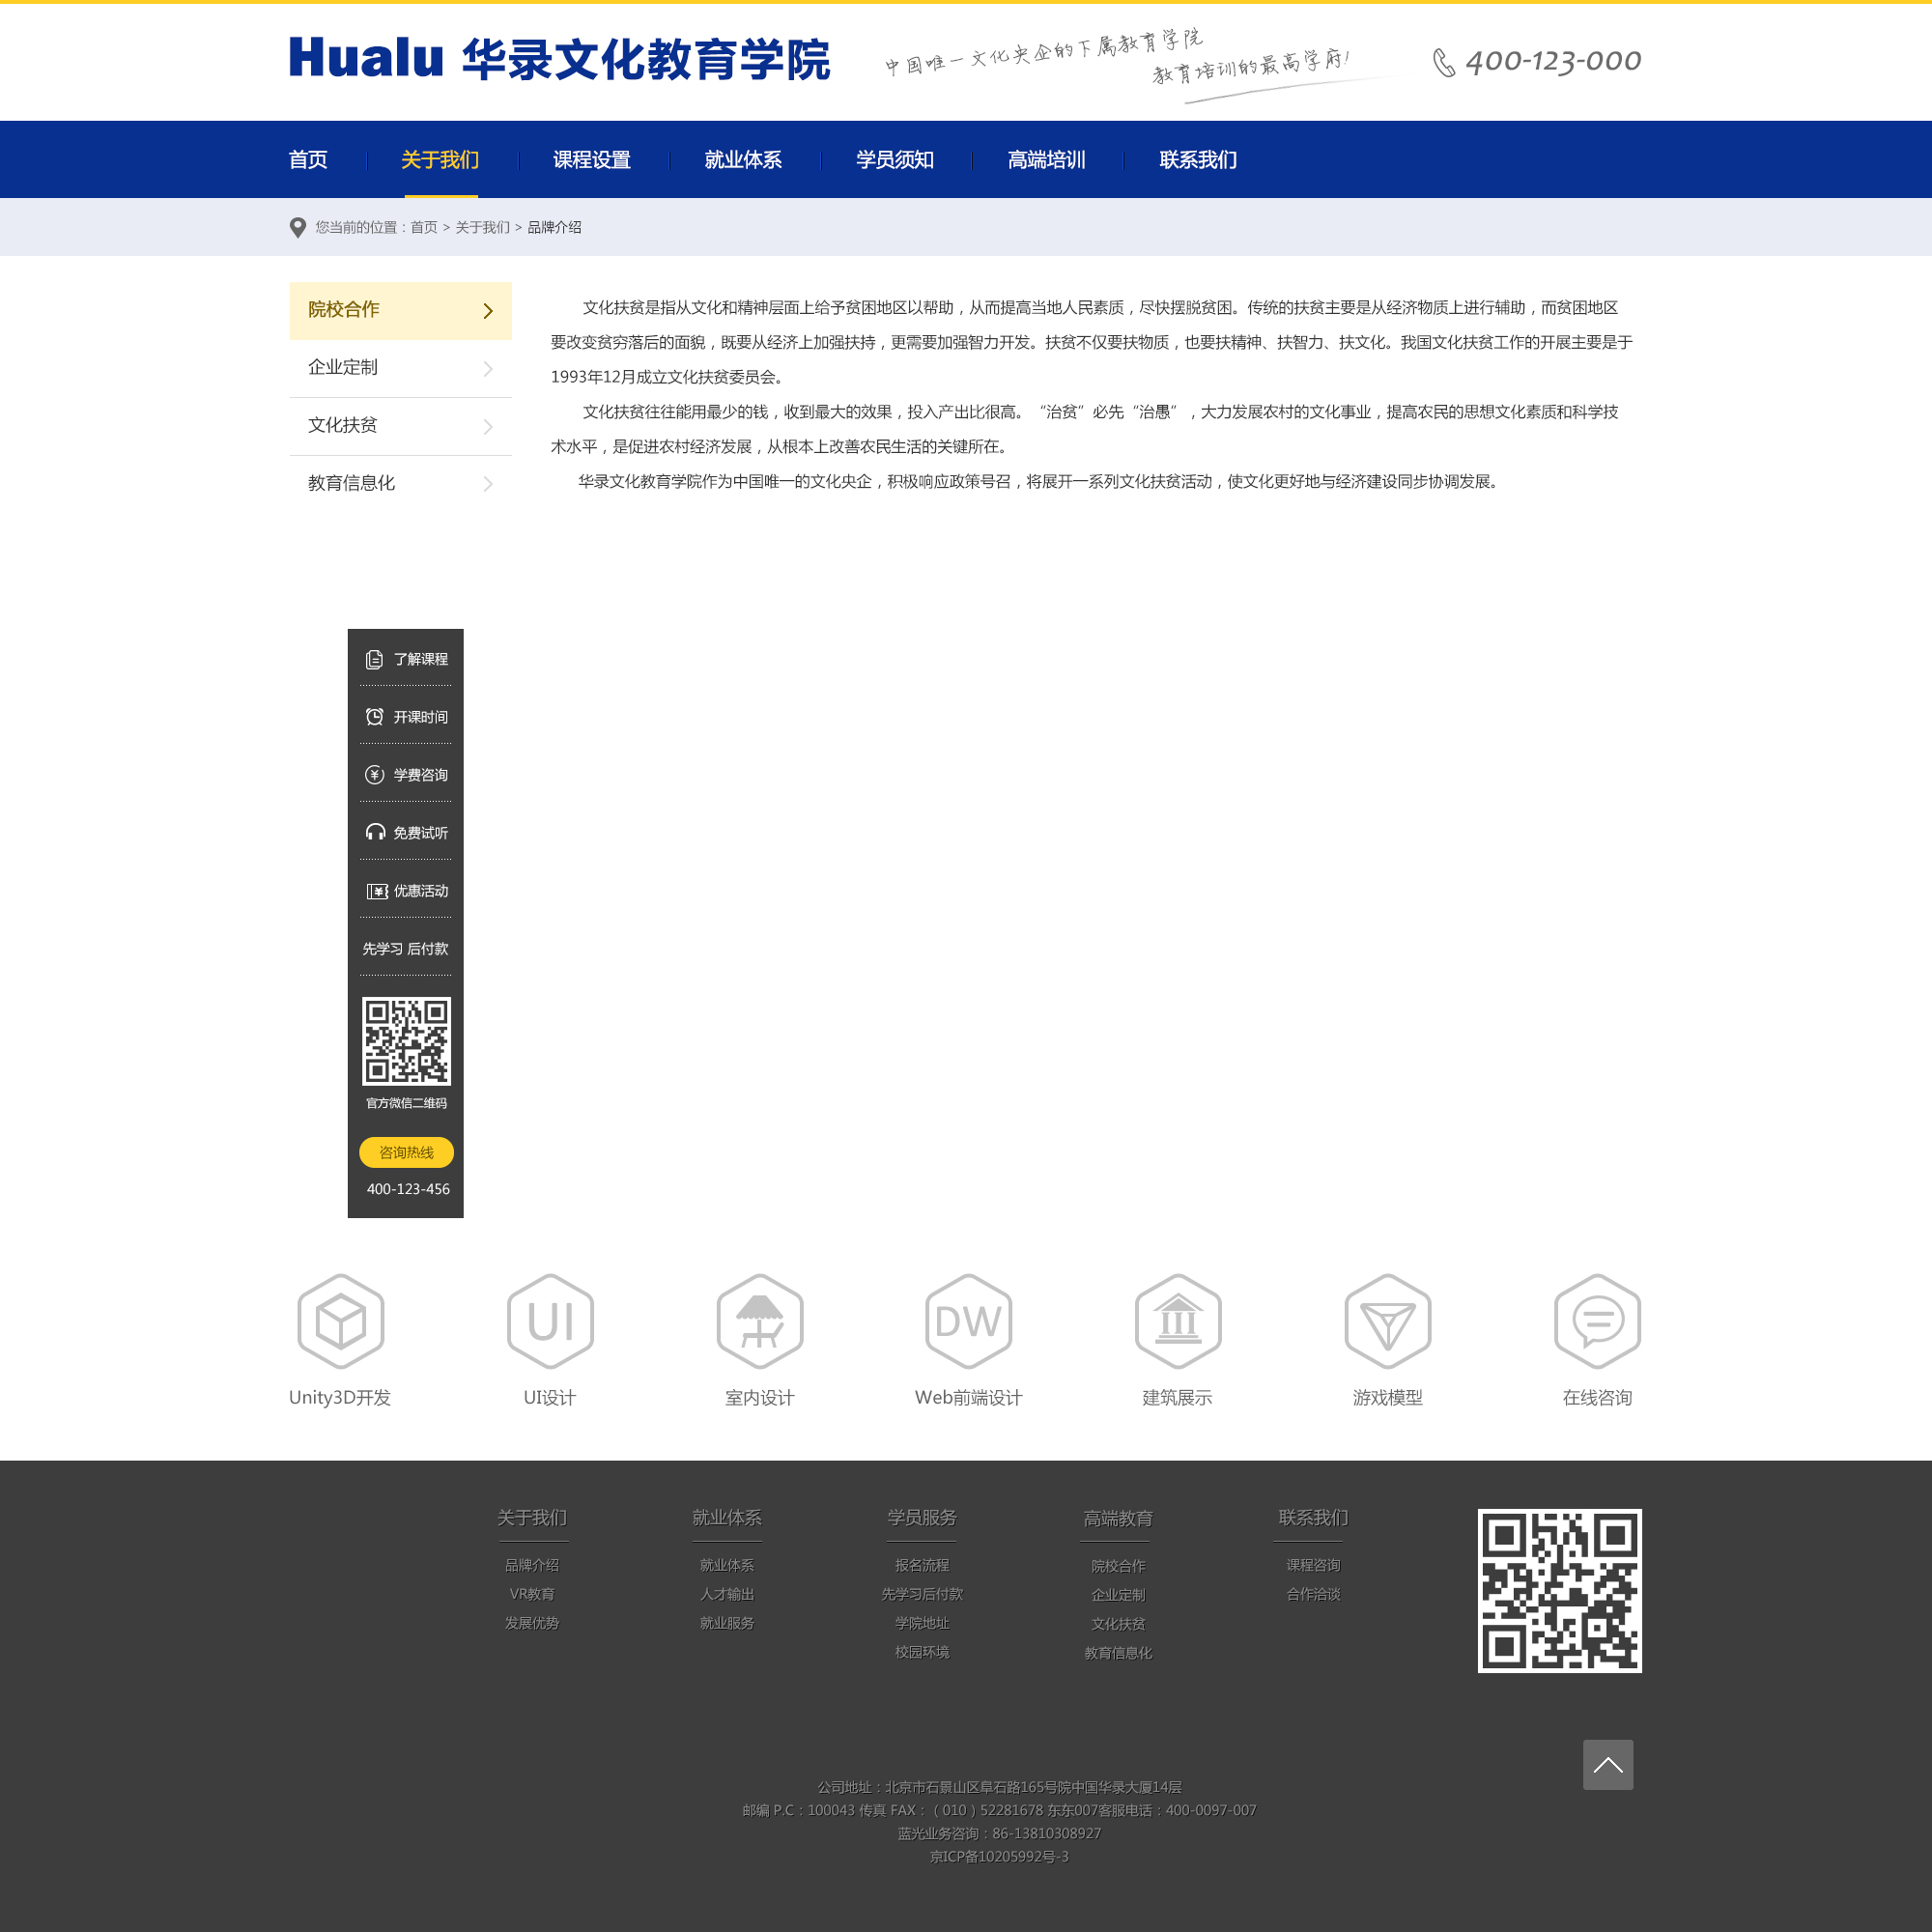 Hualu 华录文化教育学院
中国唯一文化央企的下属教育学院
教育培训的最高学府!
400-123-000
首页 关于我们 课程设置 就业体系 学员须知 高端培训 联系我们
您当前的位置：首页 > 关于我们 > 品牌介绍
院校合作
企业定制
文化扶贫
教育信息化
文化扶贫是指从文化和精神层面上给予贫困地区以帮助，从而提高当地人民素质，尽快摆脱贫困。传统的扶贫主要是从经济物质上进行辅助，而贫困地区
要改变贫穷落后的面貌，既要从经济上加强扶持，更需要加强智力开发。扶贫不仅要扶物质，也要扶精神、扶智力、扶文化。我国文化扶贫工作的开展主要是于
1993年12月成立文化扶贫委员会。
文化扶贫往往能用最少的钱，收到最大的效果，投入产出比很高。“治贫”必先“治愚”，大力发展农村的文化事业，提高农民的思想文化素质和科学技
术水平，是促进农村经济发展，从根本上改善农民生活的关键所在。
华录文化教育学院作为中国唯一的文化央企，积极响应政策号召，将展开一系列文化扶贫活动，使文化更好地与经济建设同步协调发展。
了解课程
开课时间
学费咨询
免费试听
优惠活动
先学习 后付款
官方微信二维码
咨询热线
400-123-456
UI
DW
Unity3D开发 UI设计 室内设计 Web前端设计 建筑展示 游戏模型 在线咨询
关于我们
品牌介绍
VR教育
发展优势
就业体系
就业体系
人才输出
就业服务
学员服务
报名流程
先学习后付款
学院地址
校园环境
高端教育
院校合作
企业定制
文化扶贫
教育信息化
联系我们
课程咨询
合作洽谈
公司地址：北京市石景山区阜石路165号院中国华录大厦14层
邮编 P.C：100043 传真 FAX：（010）52281678 东东007客服电话：400-0097-007
蓝光业务咨询：86-13810308927
京ICP备10205992号-3